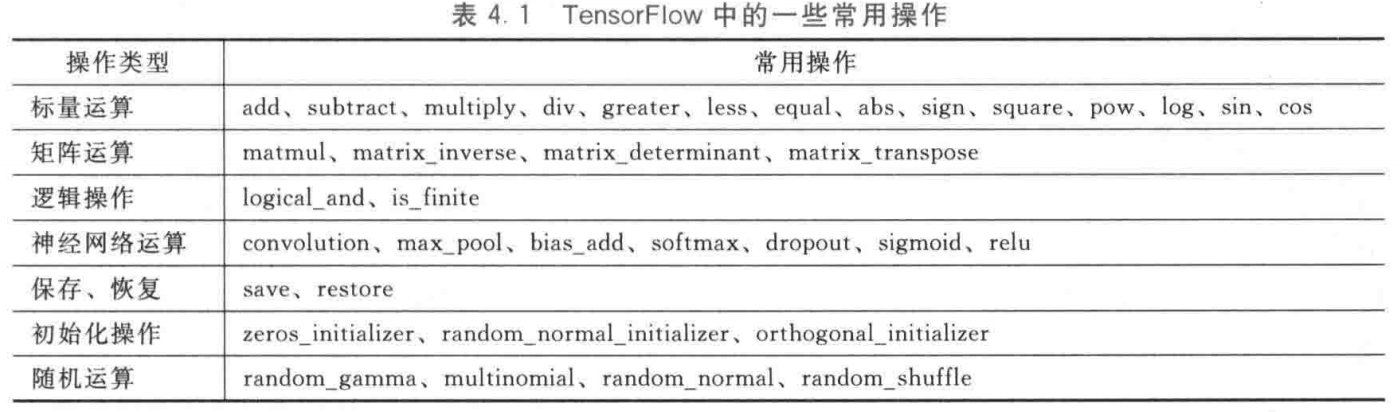 表 4.1 TensorFlow 中的一些常用操作
操作类型 常用操作
标量运算 add、subtract、multiply、div、greater、less、equal、abs、sign、square、pow、log、sin、cos
矩阵运算 matmul、matrix_inverse、matrix_determinant、matrix_transpose
逻辑操作 logical_and、is_finite
神经网络运算 convolution、max_pool、bias_add、softmax、dropout、sigmoid、relu
保存、恢复 save、restore
初始化操作 zeros_initializer、random_normal_initializer、orthogonal_initializer
随机运算 random_gamma、multinomial、random_normal、random_shuffle